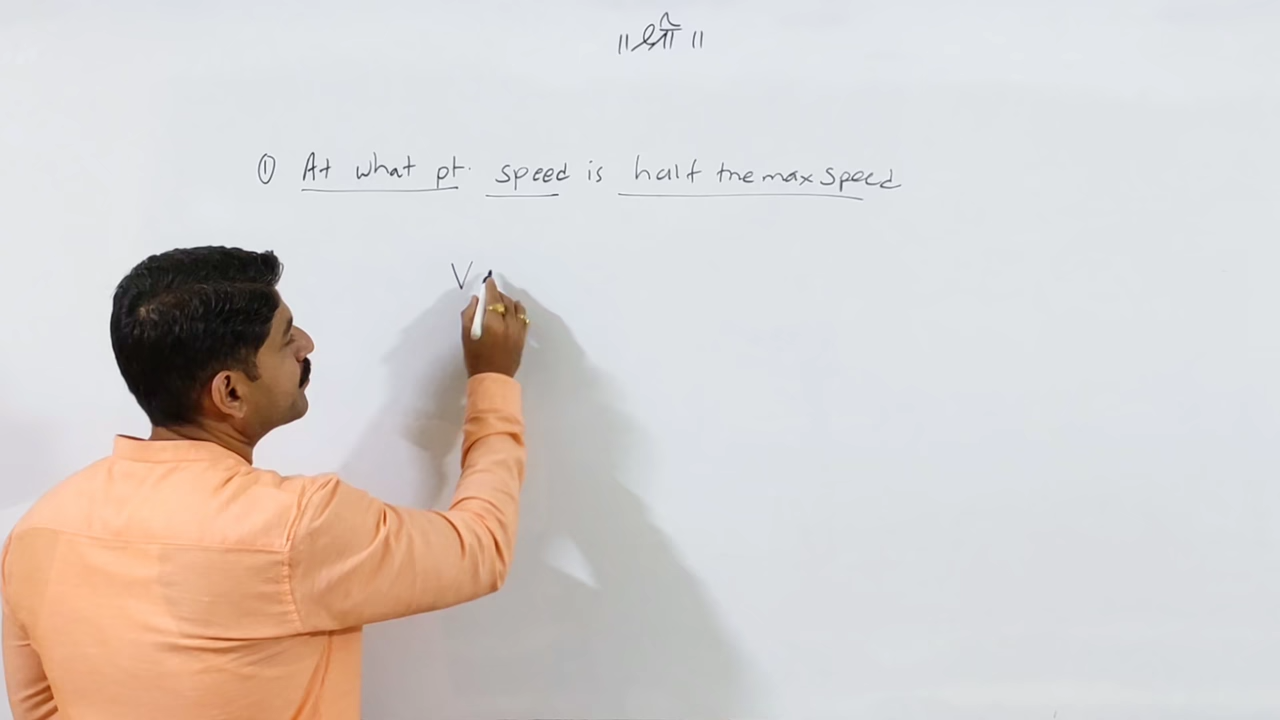 ॥ श्री ॥
① At what pt. speed is half the max speed
V